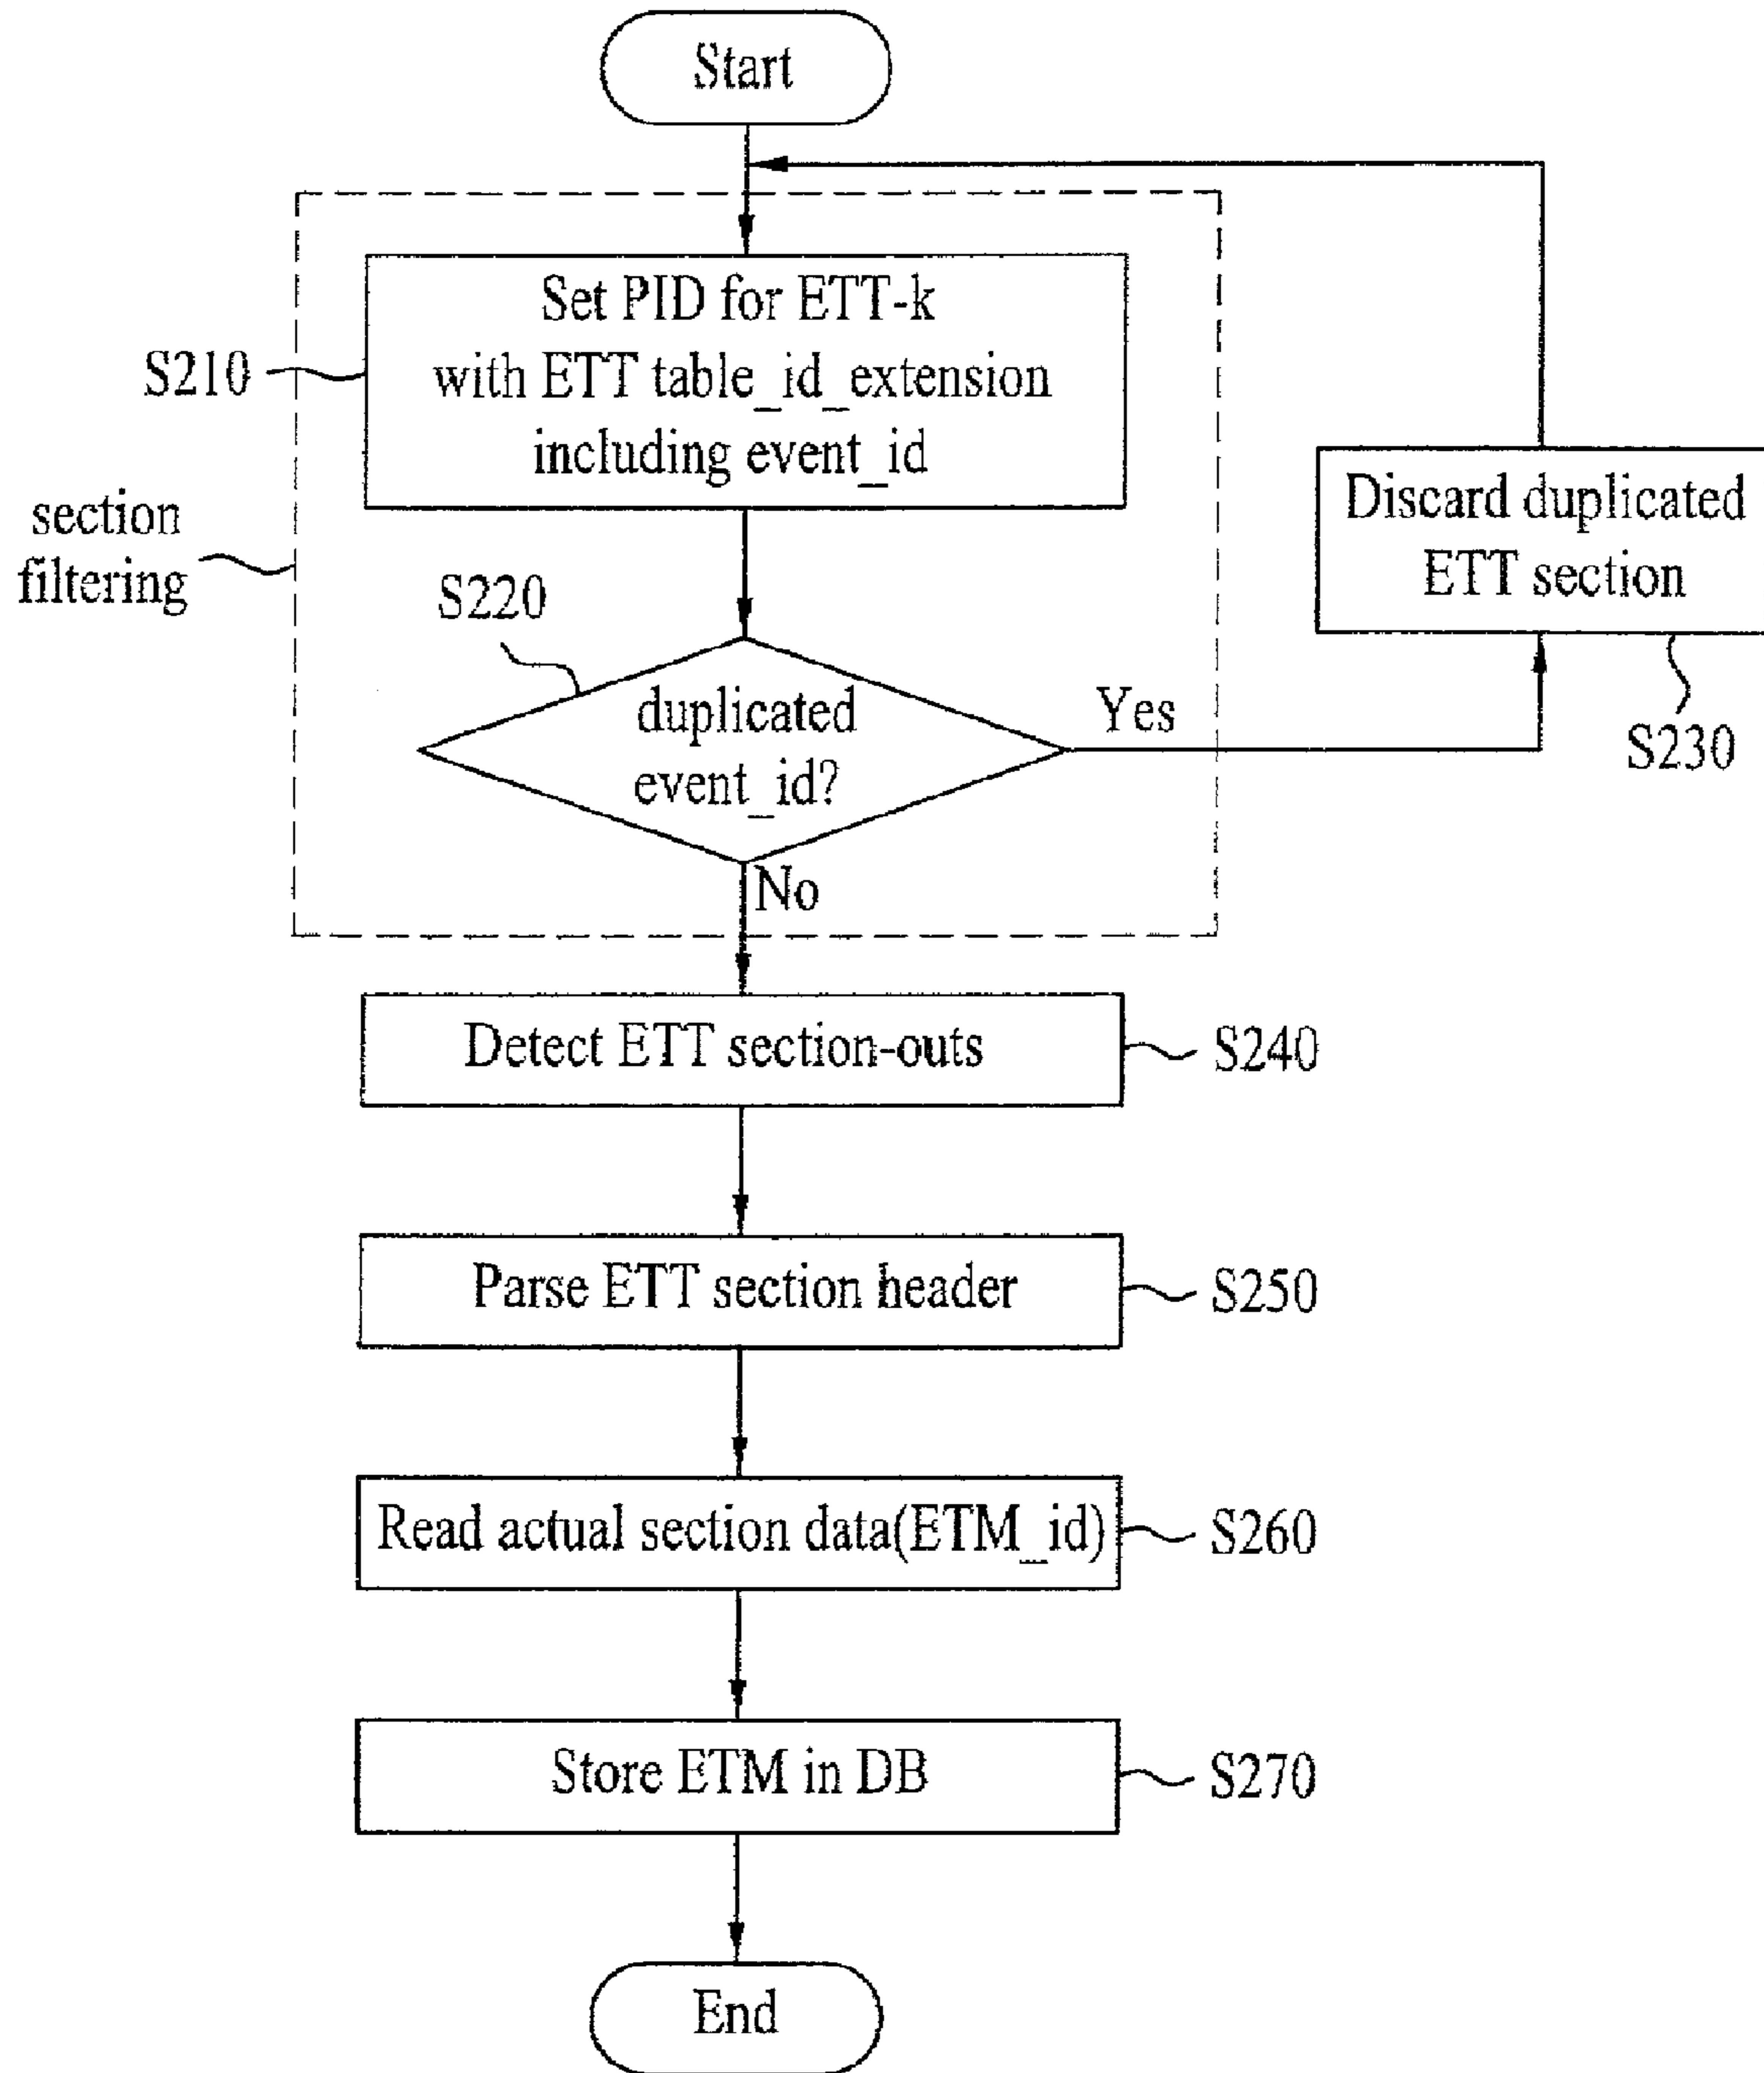 Start
Set PID for ETT-k
with ETT table_id_extension
including event_id
S210
section
filtering
S220
duplicated
event_id?
Yes
No
Discard duplicated
ETT section
S230
Detect ETT section-outs
S240
Parse ETT section header
S250
Read actual section data(ETM_id)
S260
Store ETM in DB
S270
End